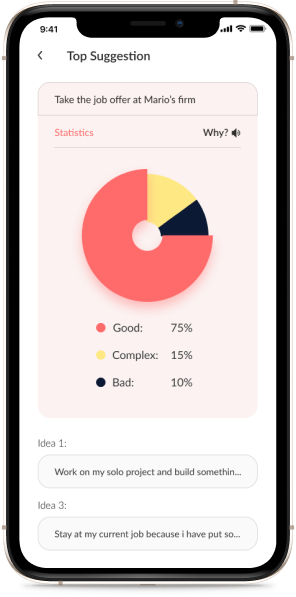 9:41
Top Suggestion
Take the job offer at Mario's firm
Statistics Why?
Good: 75%
Complex: 15%
Bad: 10%
Idea 1:
Work on my solo project and build somethin...
Idea 3:
Stay at my current job because i have put so...